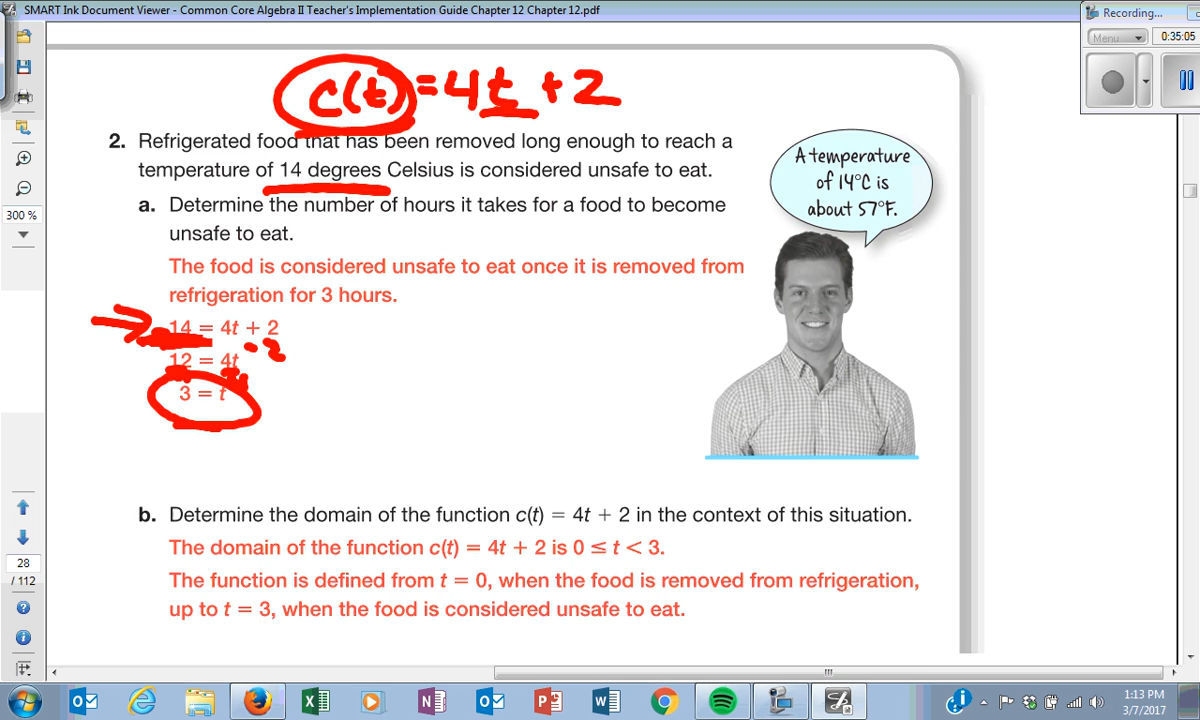 SMART Ink Document Viewer - Common Core Algebra II Teacher's Implementation Guide Chapter 12 Chapter 12.pdf
Recording...
Menu
0:35:05
c(t)=4t+2
2. Refrigerated food that has been removed long enough to reach a
temperature of 14 degrees Celsius is considered unsafe to eat.
A temperature
of 14°C is
about 57°F.
a. Determine the number of hours it takes for a food to become
unsafe to eat.
The food is considered unsafe to eat once it is removed from
refrigeration for 3 hours.
14 = 4t + 2
-2
12 = 4t
3 = t
300 %
b. Determine the domain of the function c(t) = 4t + 2 in the context of this situation.
The domain of the function c(t) = 4t + 2 is 0 ≤ t < 3.
The function is defined from t = 0, when the food is removed from refrigeration,
up to t = 3, when the food is considered unsafe to eat.
28
/ 112
1:13 PM
3/7/2017